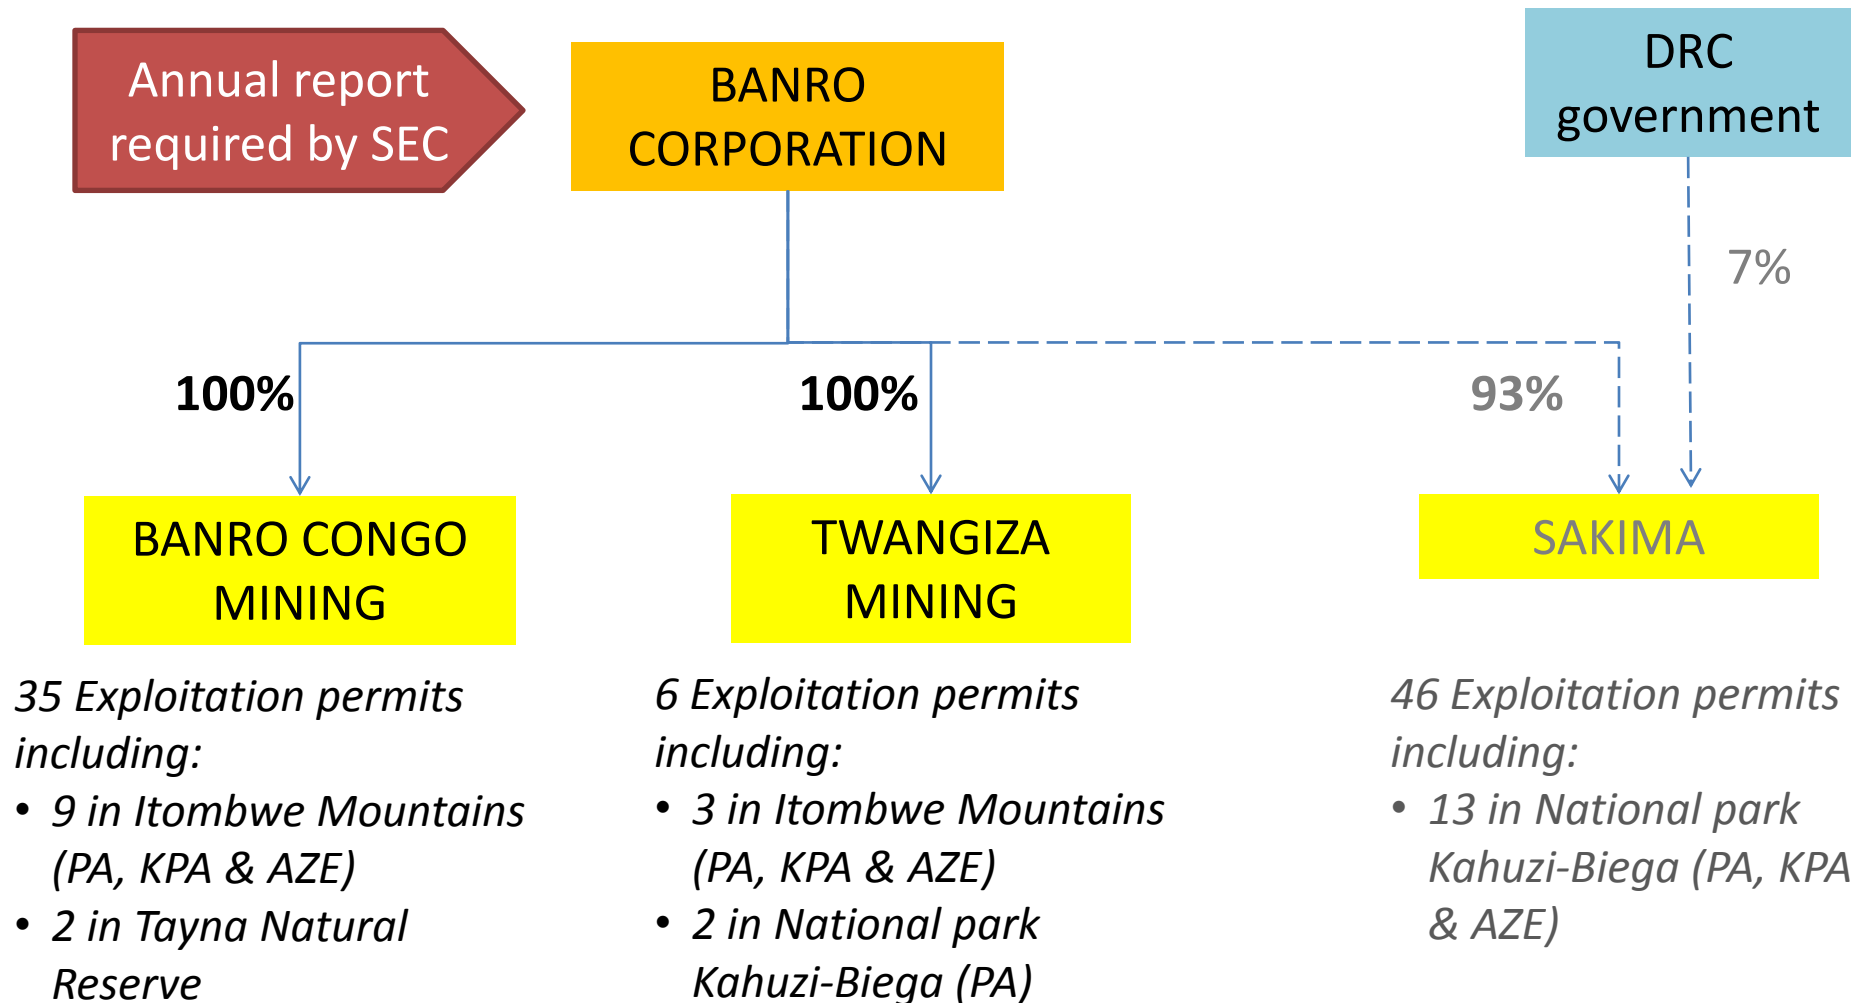 Annual report
required by SEC
BANRO
CORPORATION
DRC
government
7%
100%
100%
93%
BANRO CONGO
MINING
TWANGIZA
MINING
SAKIMA
35 Exploitation permits
including:
• 9 in Itombwe Mountains
(PA, KPA & AZE)
• 2 in Tayna Natural
Reserve
6 Exploitation permits
including:
• 3 in Itombwe Mountains
(PA, KPA & AZE)
• 2 in National park
Kahuzi-Biega (PA)
46 Exploitation permits
including:
• 13 in National park
Kahuzi-Biega (PA, KPA
& AZE)